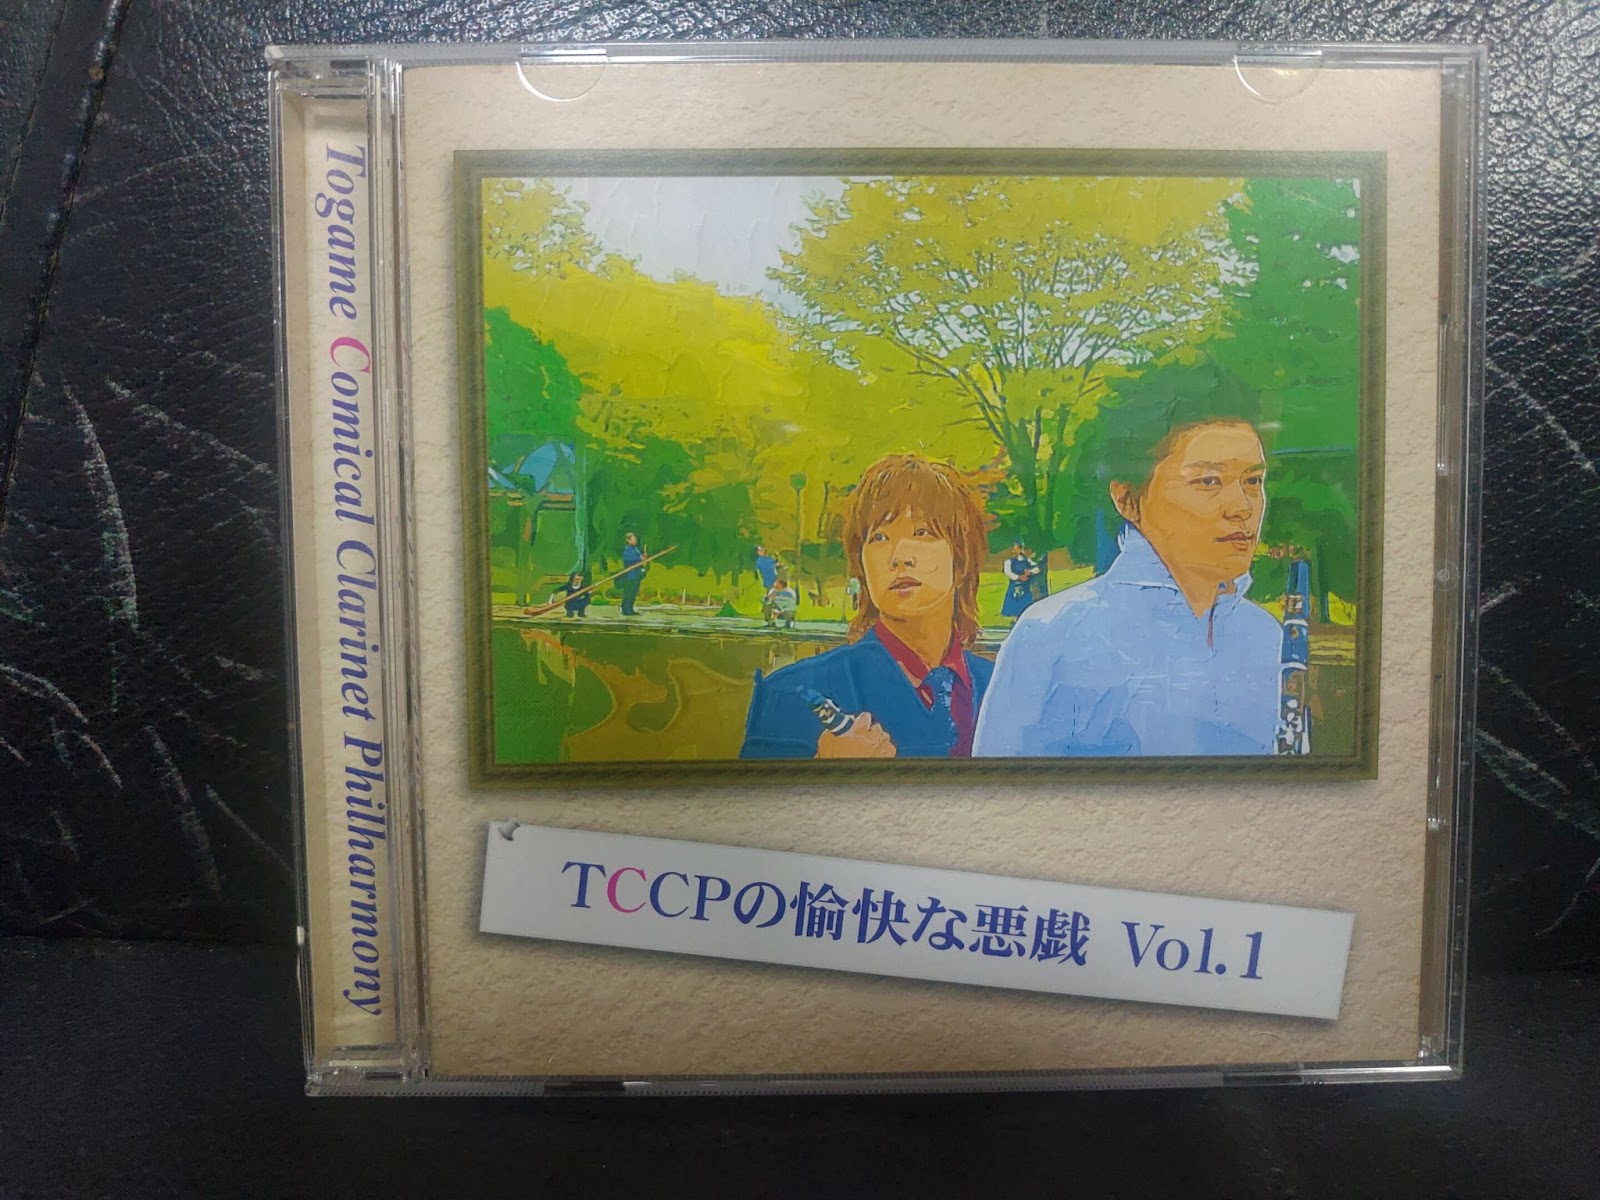 Togame Comical Clarinet Philharmony
TCCPの愉快な悪戯 Vol.1